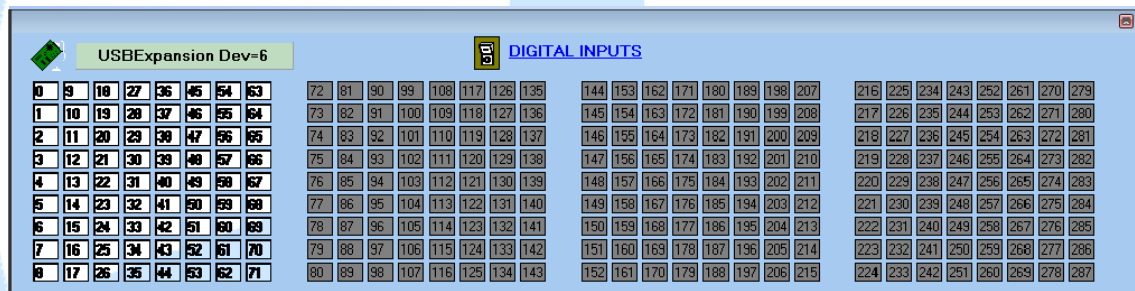 USBExpansion Dev=6 DIGITAL INPUTS
0 9 18 27 36 45 54 63 72 81 90 99 108 117 126 135 144 153 162 171 180 189 198 207 216 225 234 243 252 261 270 279
1 10 19 28 37 46 55 64 73 82 91 100 109 118 127 136 145 154 163 172 181 190 199 208 217 226 235 244 253 262 271 280
2 11 20 29 38 47 56 65 74 83 92 101 110 119 128 137 146 155 164 173 182 191 200 209 218 227 236 245 254 263 272 281
3 12 21 30 39 48 57 66 75 84 93 102 111 120 129 138 147 156 165 174 183 192 201 210 219 228 237 246 255 264 273 282
4 13 22 31 40 49 58 67 76 85 94 103 112 121 130 139 148 157 166 175 184 193 202 211 220 229 238 247 256 265 274 283
5 14 23 32 41 50 59 68 77 86 95 104 113 122 131 140 149 158 167 176 185 194 203 212 221 230 239 248 257 266 275 284
6 15 24 33 42 51 60 69 78 87 96 105 114 123 132 141 150 159 168 177 186 195 204 213 222 231 240 249 258 267 276 285
7 16 25 34 43 52 61 70 79 88 97 106 115 124 133 142 151 160 169 178 187 196 205 214 223 232 241 250 259 268 277 286
8 17 26 35 44 53 62 71 80 89 98 107 116 125 134 143 152 161 170 179 188 197 206 215 224 233 242 251 260 269 278 287